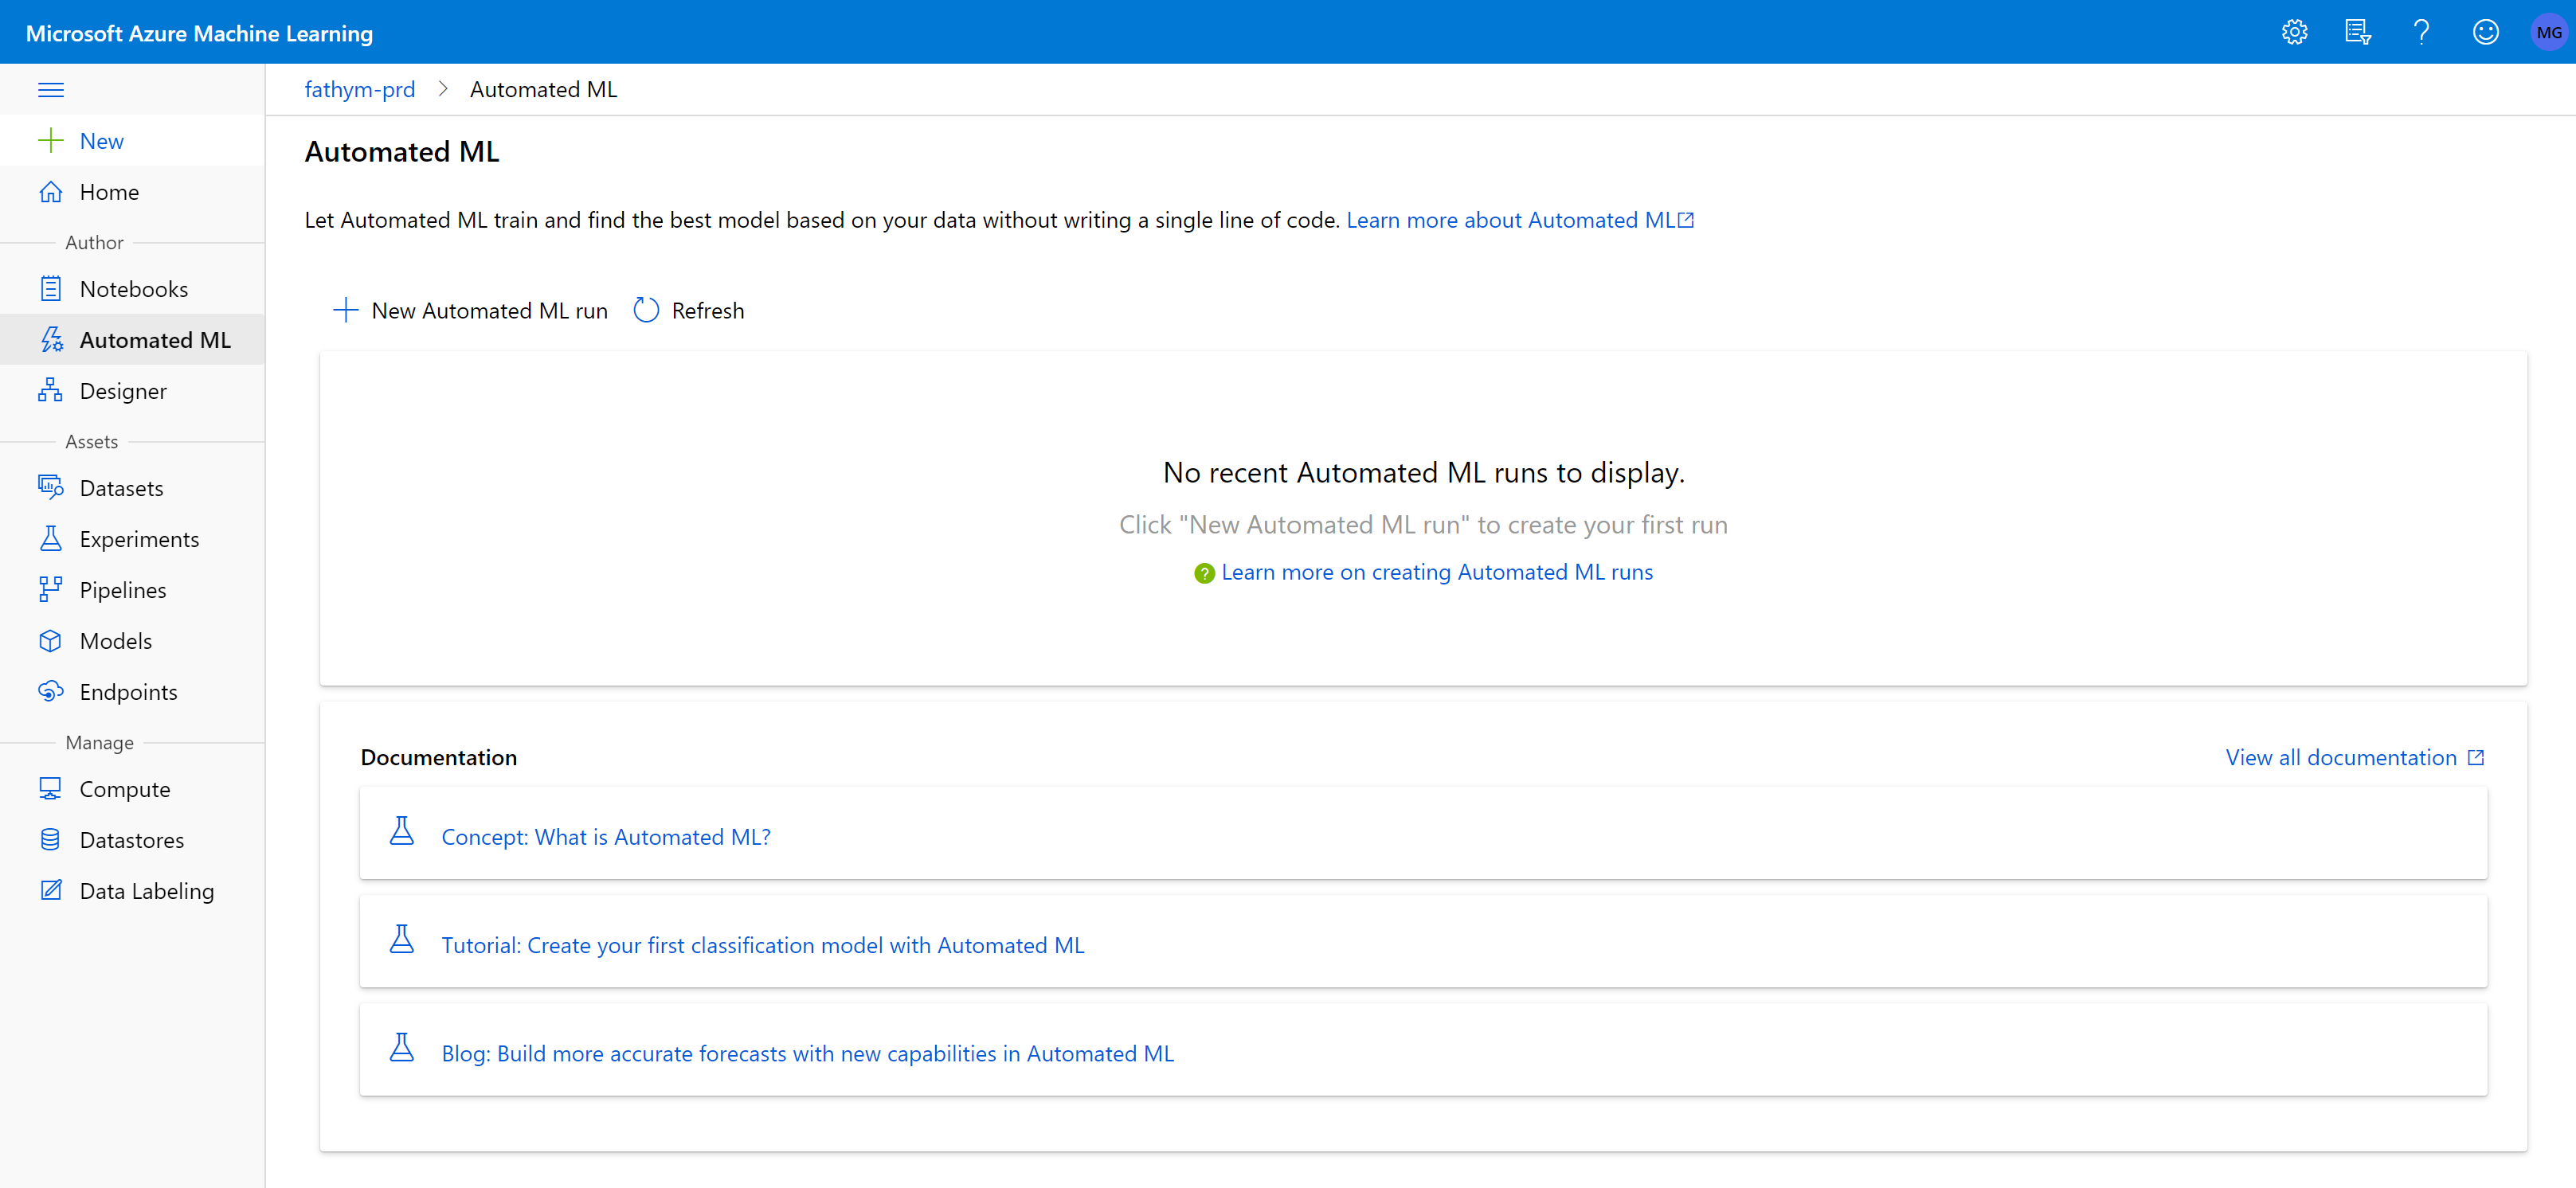 Microsoft Azure Machine Learning
MG
fathym-prd > Automated ML
New
Home
Author
Notebooks
Automated ML
Designer
Assets
Datasets
Experiments
Pipelines
Models
Endpoints
Manage
Compute
Datastores
Data Labeling
Automated ML
Let Automated ML train and find the best model based on your data without writing a single line of code. Learn more about Automated ML
New Automated ML run Refresh
No recent Automated ML runs to display.
Click "New Automated ML run" to create your first run
? Learn more on creating Automated ML runs
Documentation
View all documentation
Concept: What is Automated ML?
Tutorial: Create your first classification model with Automated ML
Blog: Build more accurate forecasts with new capabilities in Automated ML